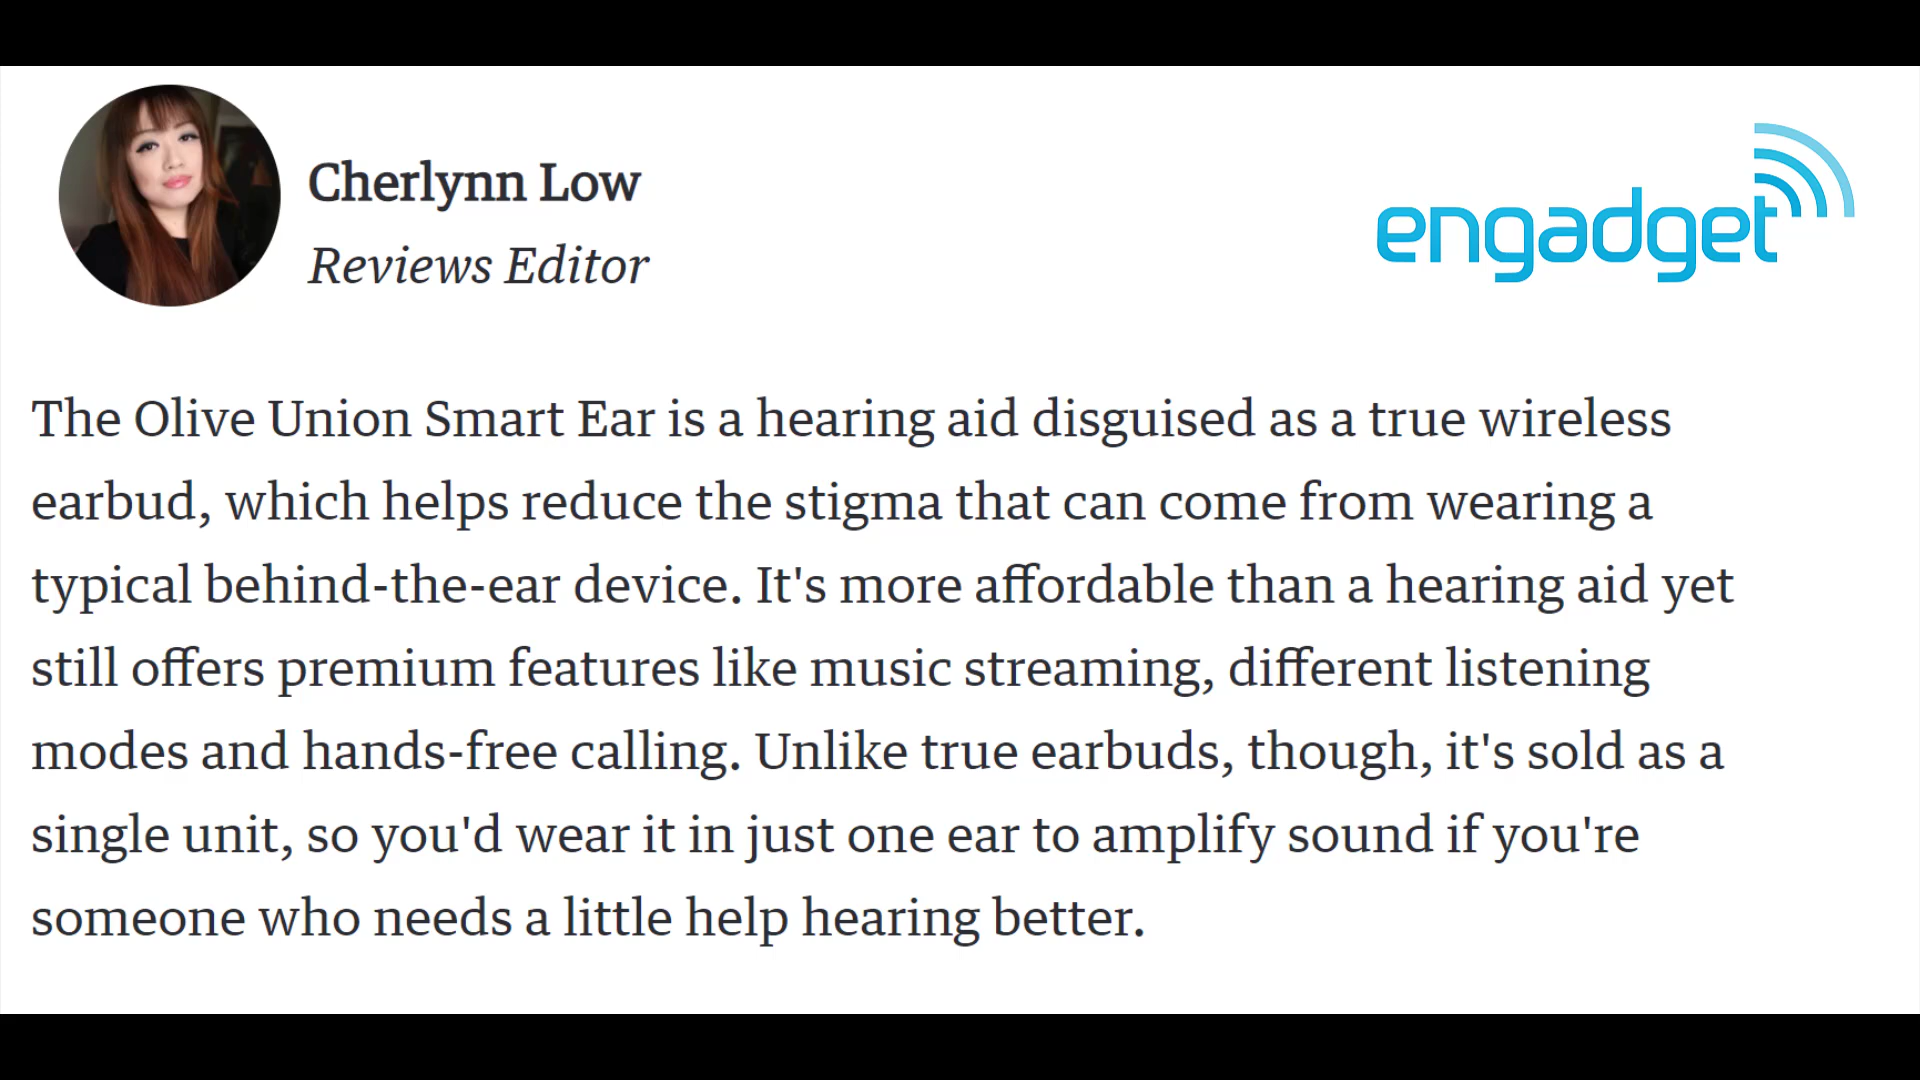 Cherlynn Low
Reviews Editor
engadget
The Olive Union Smart Ear is a hearing aid disguised as a true wireless
earbud, which helps reduce the stigma that can come from wearing a
typical behind-the-ear device. It's more affordable than a hearing aid yet
still offers premium features like music streaming, different listening
modes and hands-free calling. Unlike true earbuds, though, it's sold as a
single unit, so you'd wear it in just one ear to amplify sound if you're
someone who needs a little help hearing better.